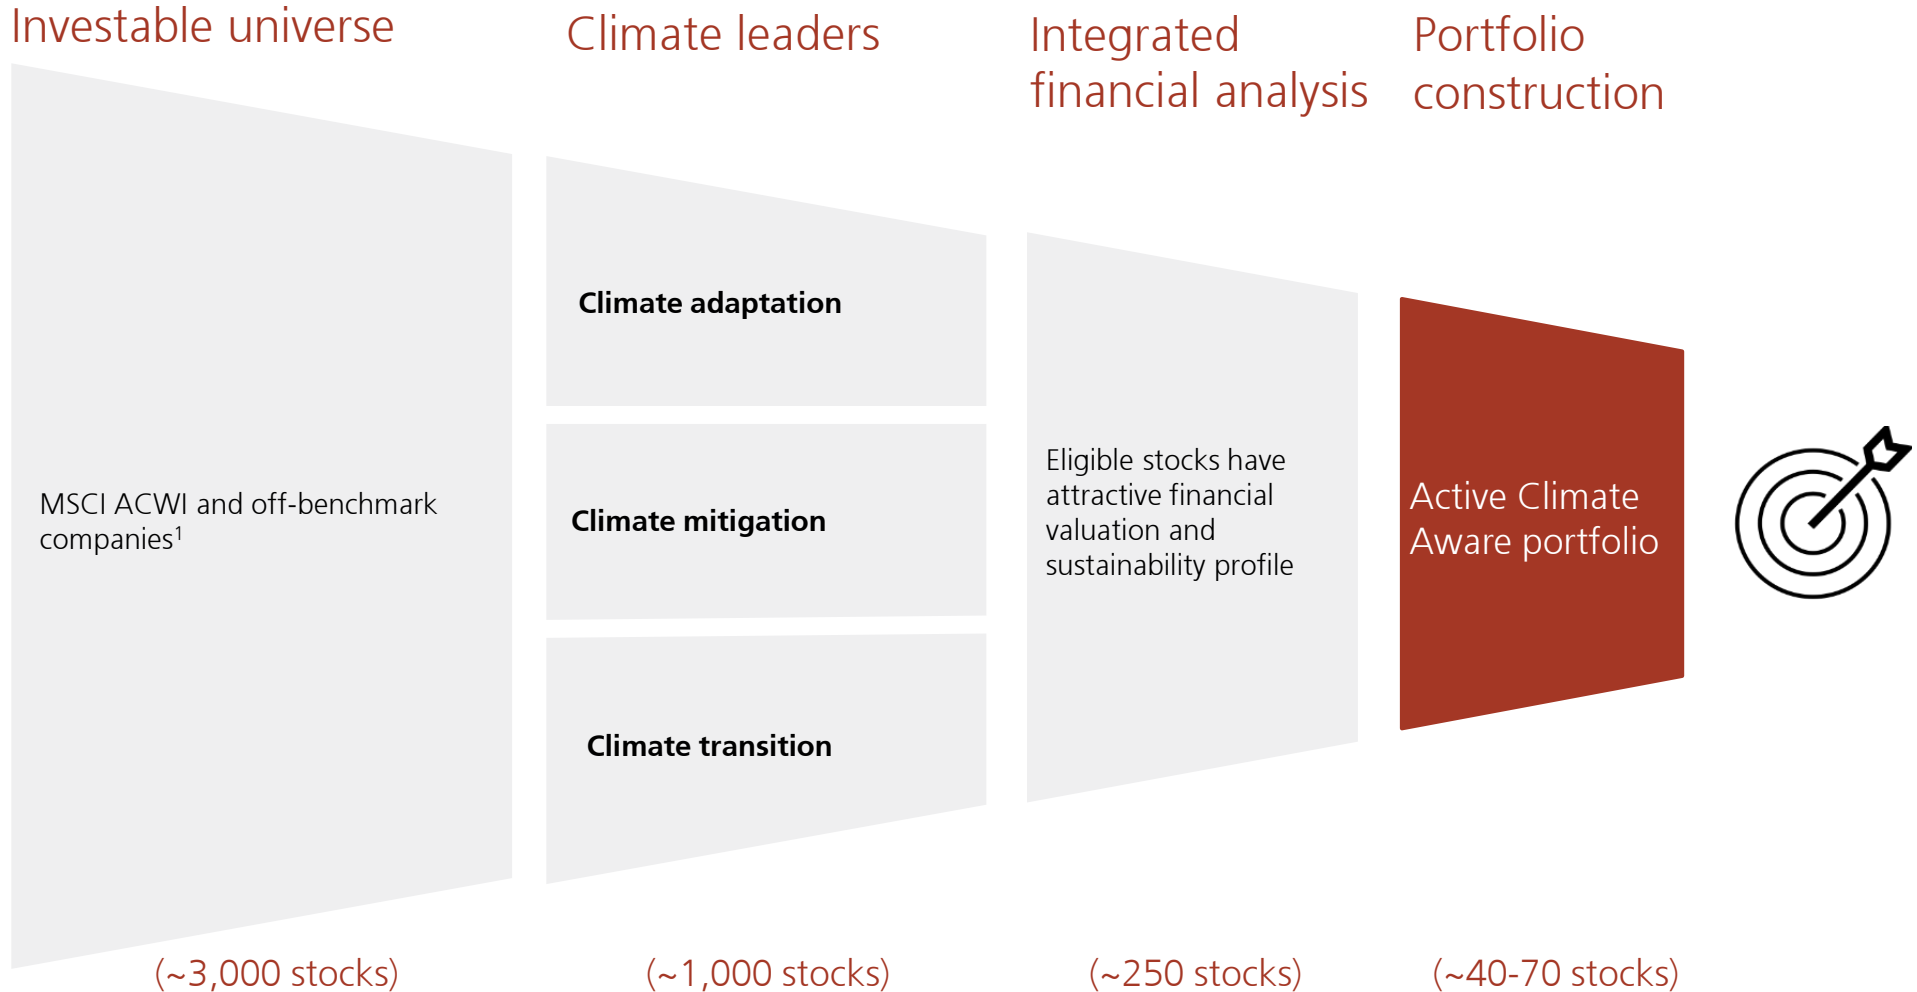 Investable universe
Climate leaders
Integrated
financial analysis
Portfolio
construction
MSCI ACWI and off-benchmark
companies¹
Climate adaptation
Climate mitigation
Climate transition
Eligible stocks have
attractive financial
valuation and
sustainability profile
Active Climate
Aware portfolio
(~3,000 stocks)
(~1,000 stocks)
(~250 stocks)
(~40-70 stocks)